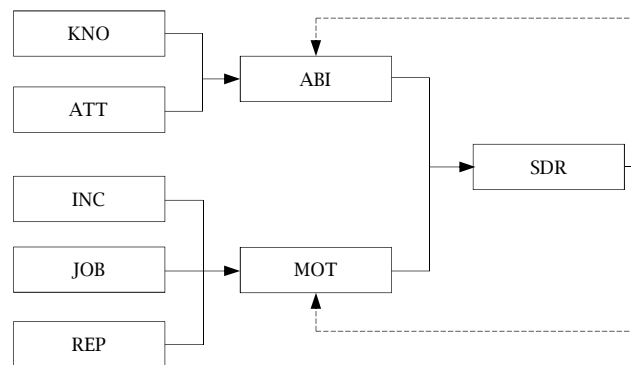 KNO
ABI
ATT
SDR
INC
JOB
MOT
REP